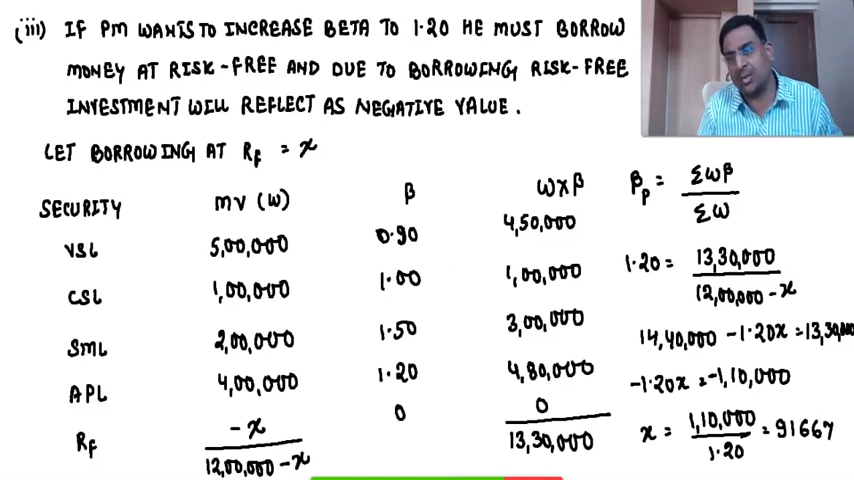 (iii) IF PM WANTS TO INCREASE BETA TO 1.20 HE MUST BORROW
MONEY AT RISK-FREE AND DUE TO BORROWING RISK-FREE
INVESTMENT WILL REFLECT AS NEGATIVE VALUE.
LET BORROWING AT Rf = x
SECURITY MV (W) β W×β
VSL 5,00,000 0.90 4,50,000
CSL 1,00,000 1.00 1,00,000
SML 2,00,000 1.50 3,00,000
APL 4,00,000 1.20 4,80,000
Rf -x 0 0
12,00,000 - x 13,30,000
βp = ΣWβ / ΣW
1.20 = 13,30,000 / 12,00,000 - x
14,40,000 - 1.20x = 13,30,000
-1.20x = -1,10,000
x = 1,10,000 / 1.20 = 91667